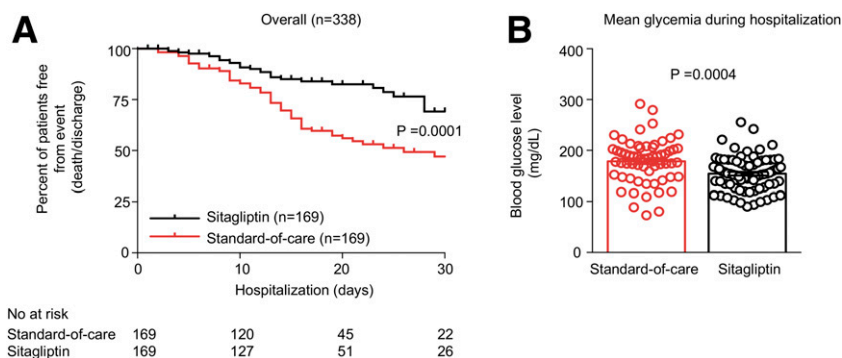 A
Overall (n=338)
Percent of patients free
from event
(death/discharge)
100
75
50
25
0
P =0.0001
Sitagliptin (n=169)
Standard-of-care (n=169)
0 10 20 30
Hospitalization (days)
No at risk
Standard-of-care 169 120 45 22
Sitagliptin 169 127 51 26
B
Mean glycemia during hospitalization
Blood glucose level
(mg/dL)
400
300
200
100
0
P =0.0004
Standard-of-care Sitagliptin